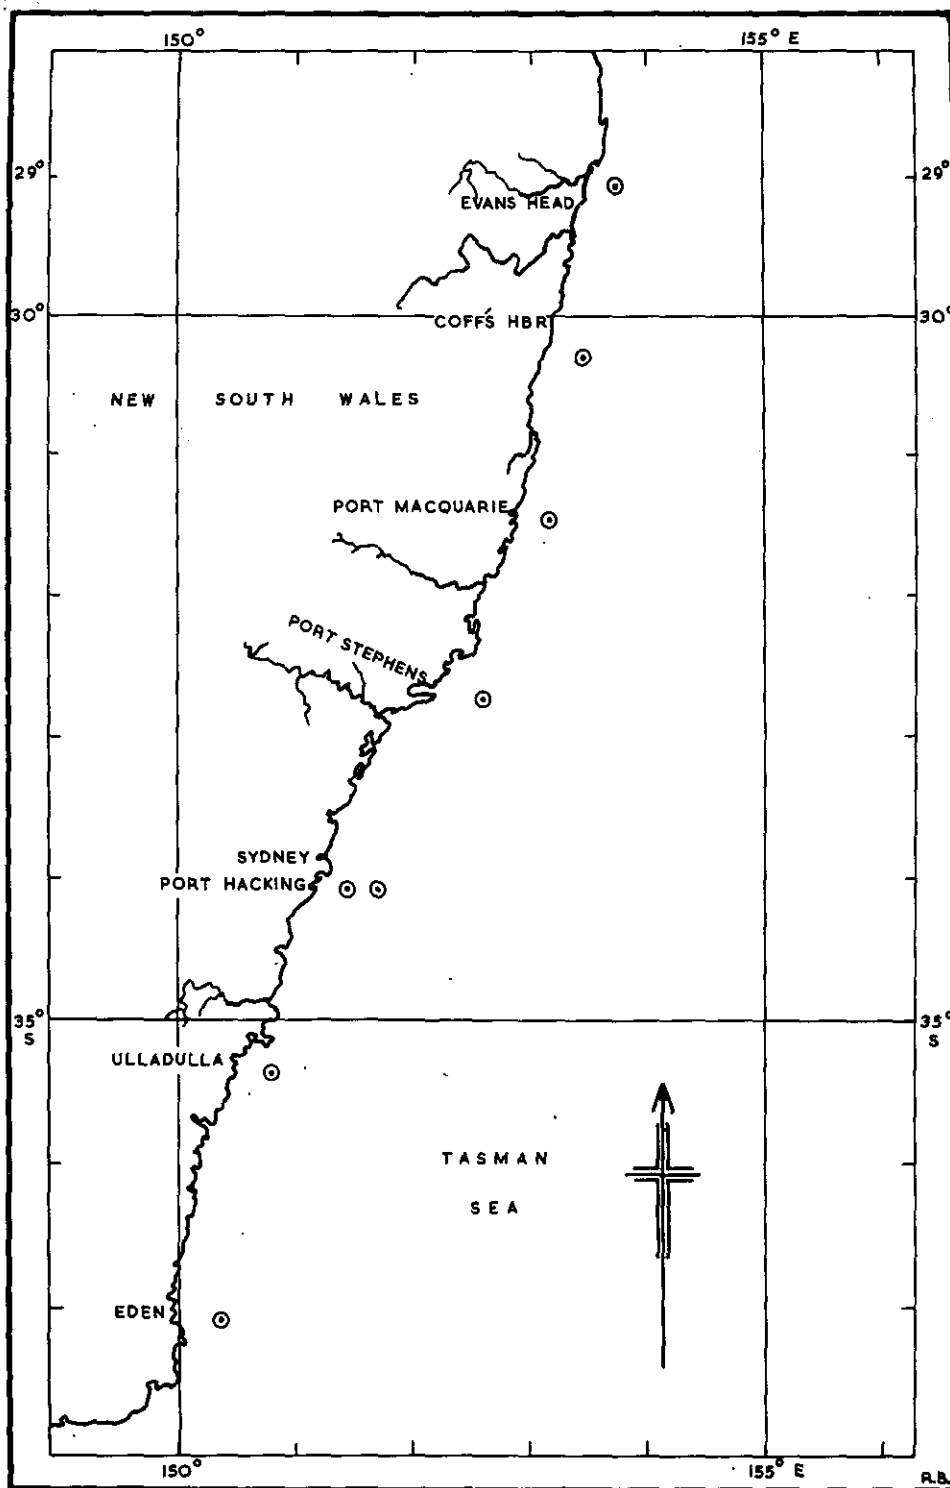 150°
155° E
29°
29°
EVANS HEAD
30°
COFFS HBR
30°
NEW SOUTH WALES
PORT MACQUARIE
PORT STEPHENS
SYDNEY
PORT HACKING
35°
S
35°
S
ULLADULLA
TASMAN
SEA
EDEN
150°
155° E
R.B.